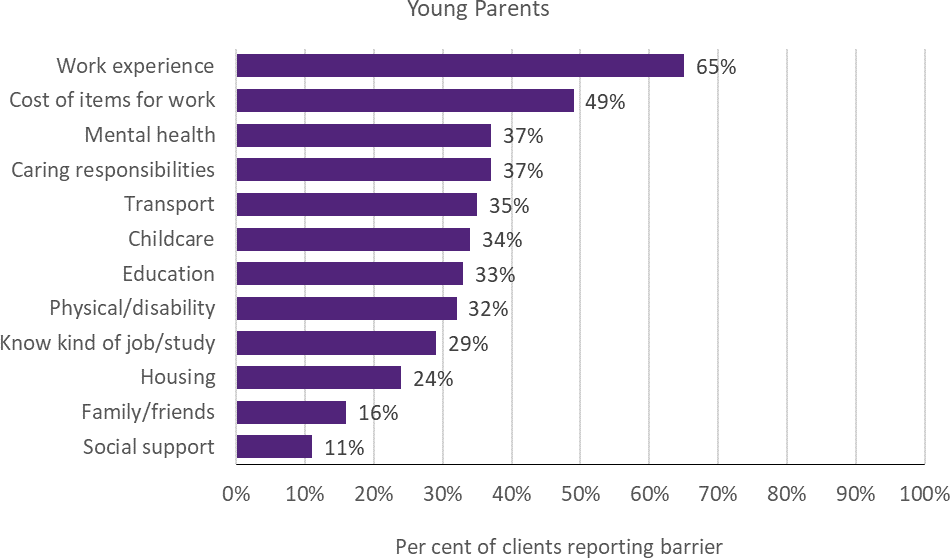 Young Parents
Work experience 65%
Cost of items for work 49%
Mental health 37%
Caring responsibilities 37%
Transport 35%
Childcare 34%
Education 33%
Physical/disability 32%
Know kind of job/study 29%
Housing 24%
Family/friends 16%
Social support 11%
0% 10% 20% 30% 40% 50% 60% 70% 80% 90% 100%
Per cent of clients reporting barrier